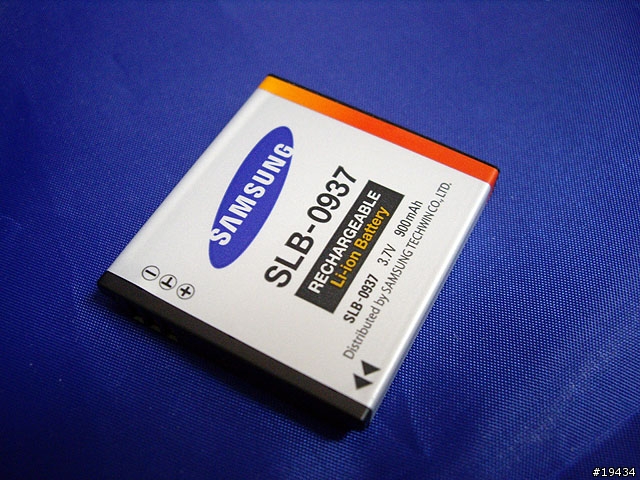 SAMSUNG
SLB-0937
RECHARGEABLE
Li-ion Battery
SLB-0937 3.7V 900mAh
Distributed by SAMSUNG TECHWIN CO., LTD.
#19434